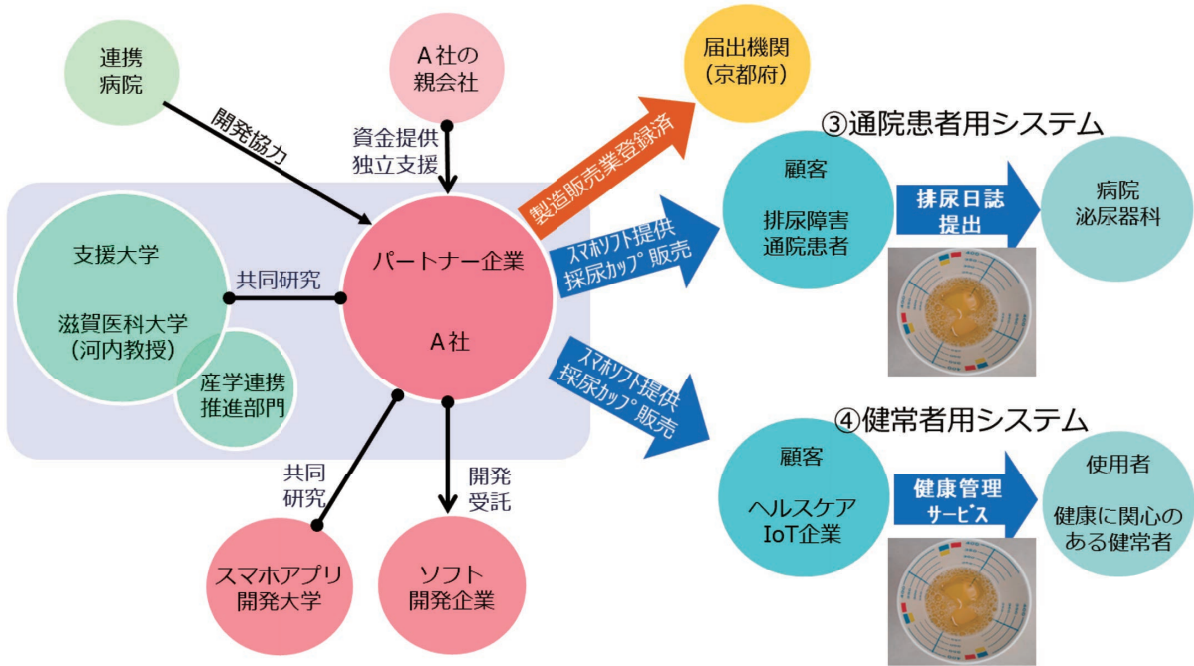 連携
病院
A社の
親会社
届出機関
（京都府）
開発協力
資金提供
独立支援
製造販売業登録済
③通院患者用システム
顧客
排尿障害
通院患者
排尿日誌
提出
病院
泌尿器科
支援大学
滋賀医科大学
（河内教授）
産学連携
推進部門
共同研究
パートナー企業
A社
ｽﾏﾎｿﾌﾄ提供
採尿ｶｯﾌﾟ販売
ｽﾏﾎｿﾌﾄ提供
採尿ｶｯﾌﾟ販売
④健常者用システム
顧客
ヘルスケア
IoT企業
健康管理
ｻｰﾋﾞｽ
使用者
健康に関心の
ある健常者
共同
研究
開発
受託
スマホアプリ
開発大学
ソフト
開発企業